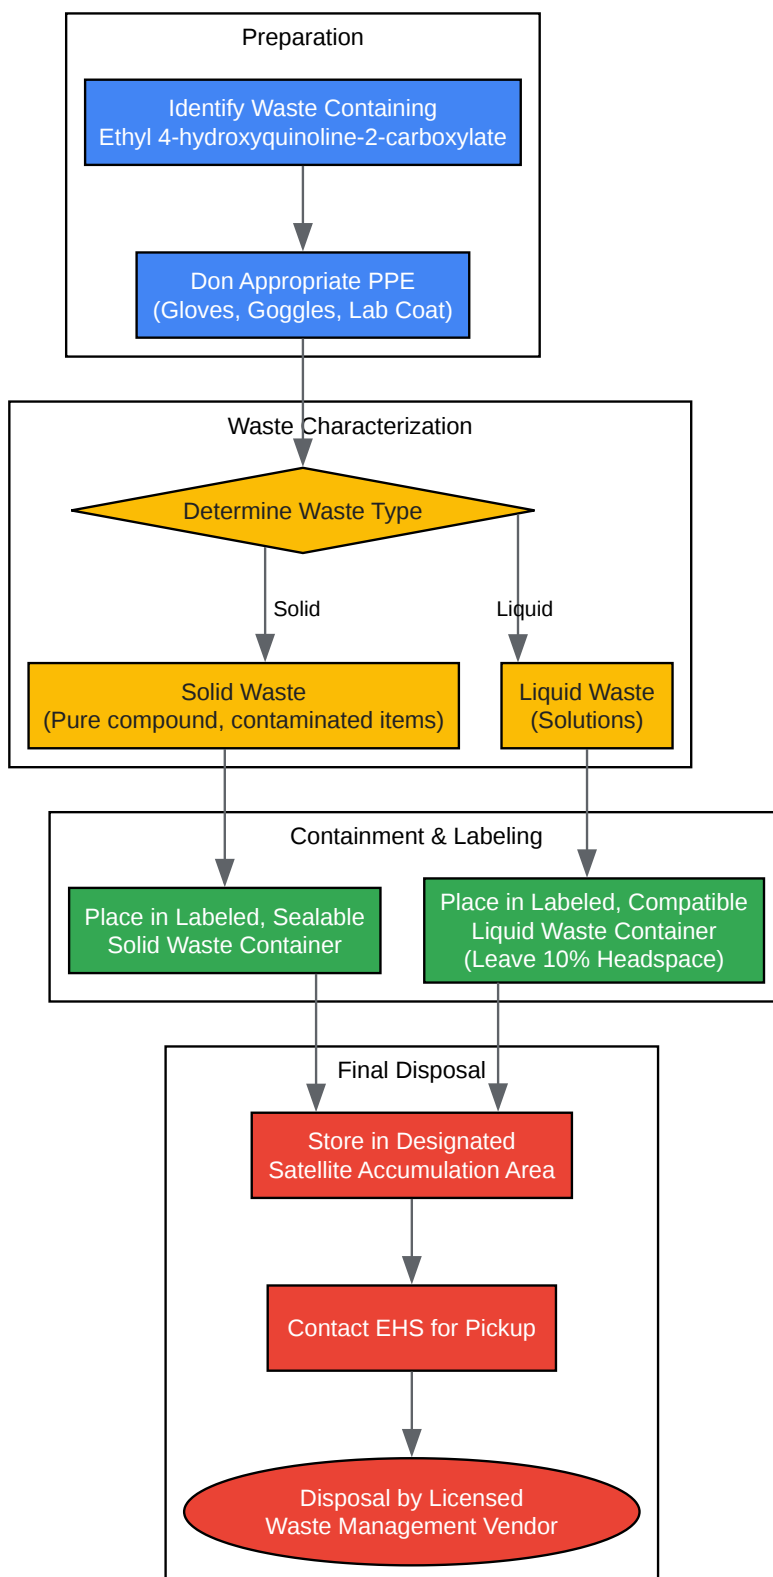 Preparation
Identify Waste Containing
Ethyl 4-hydroxyquinoline-2-carboxylate
Don Appropriate PPE
(Gloves, Goggles, Lab Coat)
Waste Characterization
Determine Waste Type
Solid
Liquid
Solid Waste
(Pure compound, contaminated items)
Liquid Waste
(Solutions)
Containment & Labeling
Place in Labeled, Sealable
Solid Waste Container
Place in Labeled, Compatible
Liquid Waste Container
(Leave 10% Headspace)
Final Disposal
Store in Designated
Satellite Accumulation Area
Contact EHS for Pickup
Disposal by Licensed
Waste Management Vendor